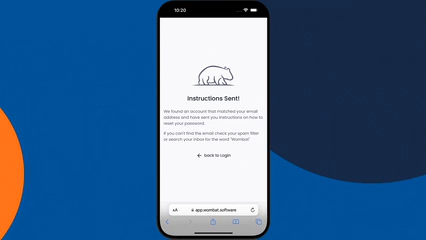 10:20
Instructions Sent!
We found an account that matched your email
address and have sent you instructions on how to
reset your password.
If you can't find the email check your spam filter
or search your inbox for the word "Wombat"
← back to Login
AA app.wombat.software